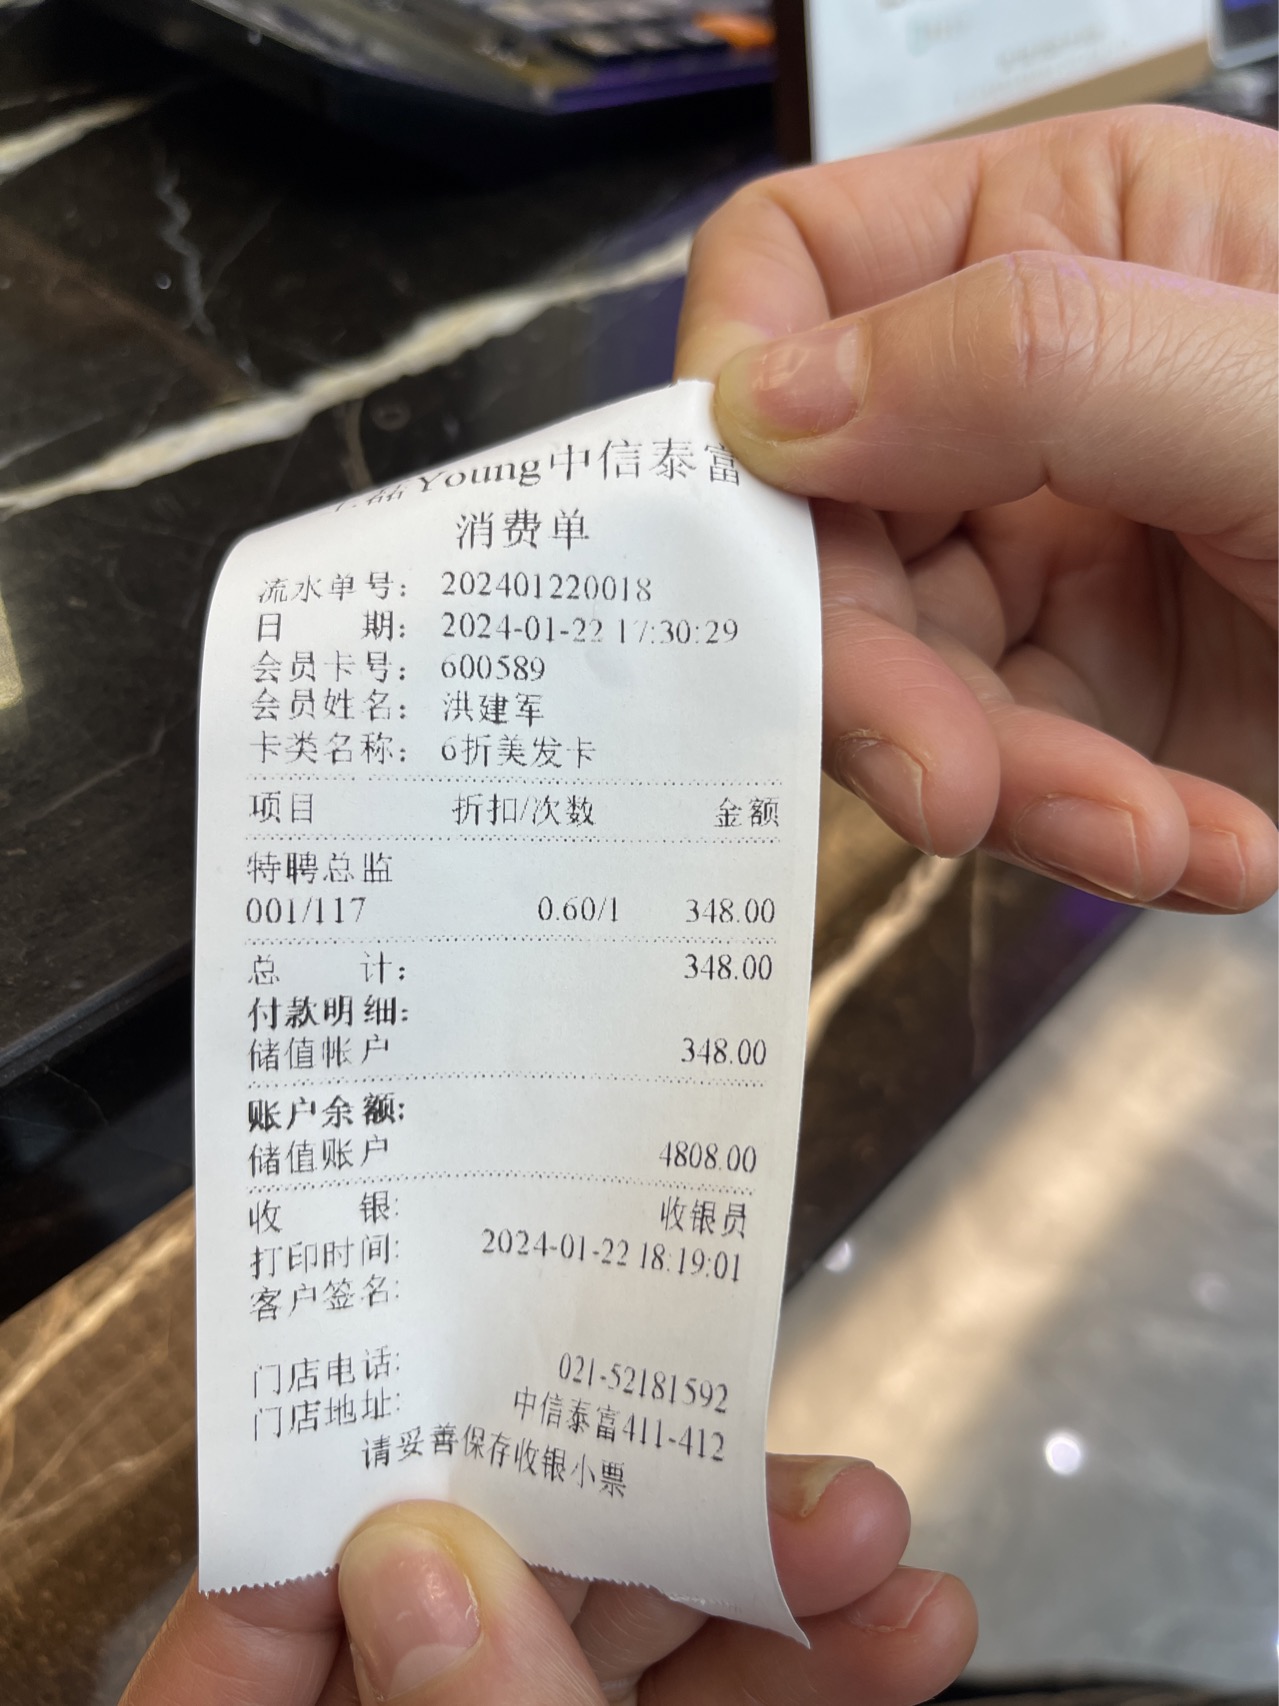 磊Young中信泰富
消费单
流水单号： 202401220018
日 期： 2024-01-22 17:30:29
会员卡号： 600589
会员姓名： 洪建军
卡类名称： 6折美发卡
项目 折扣/次数 金额
特聘总监
001/117 0.60/1 348.00
总 计： 348.00
付款明细：
储值帐户 348.00
账户余额：
储值账户 4808.00
收 银： 收银员
打印时间： 2024-01-22 18:19:01
客户签名：
门店电话： 021-52181592
门店地址： 中信泰富411-412
请妥善保存收银小票